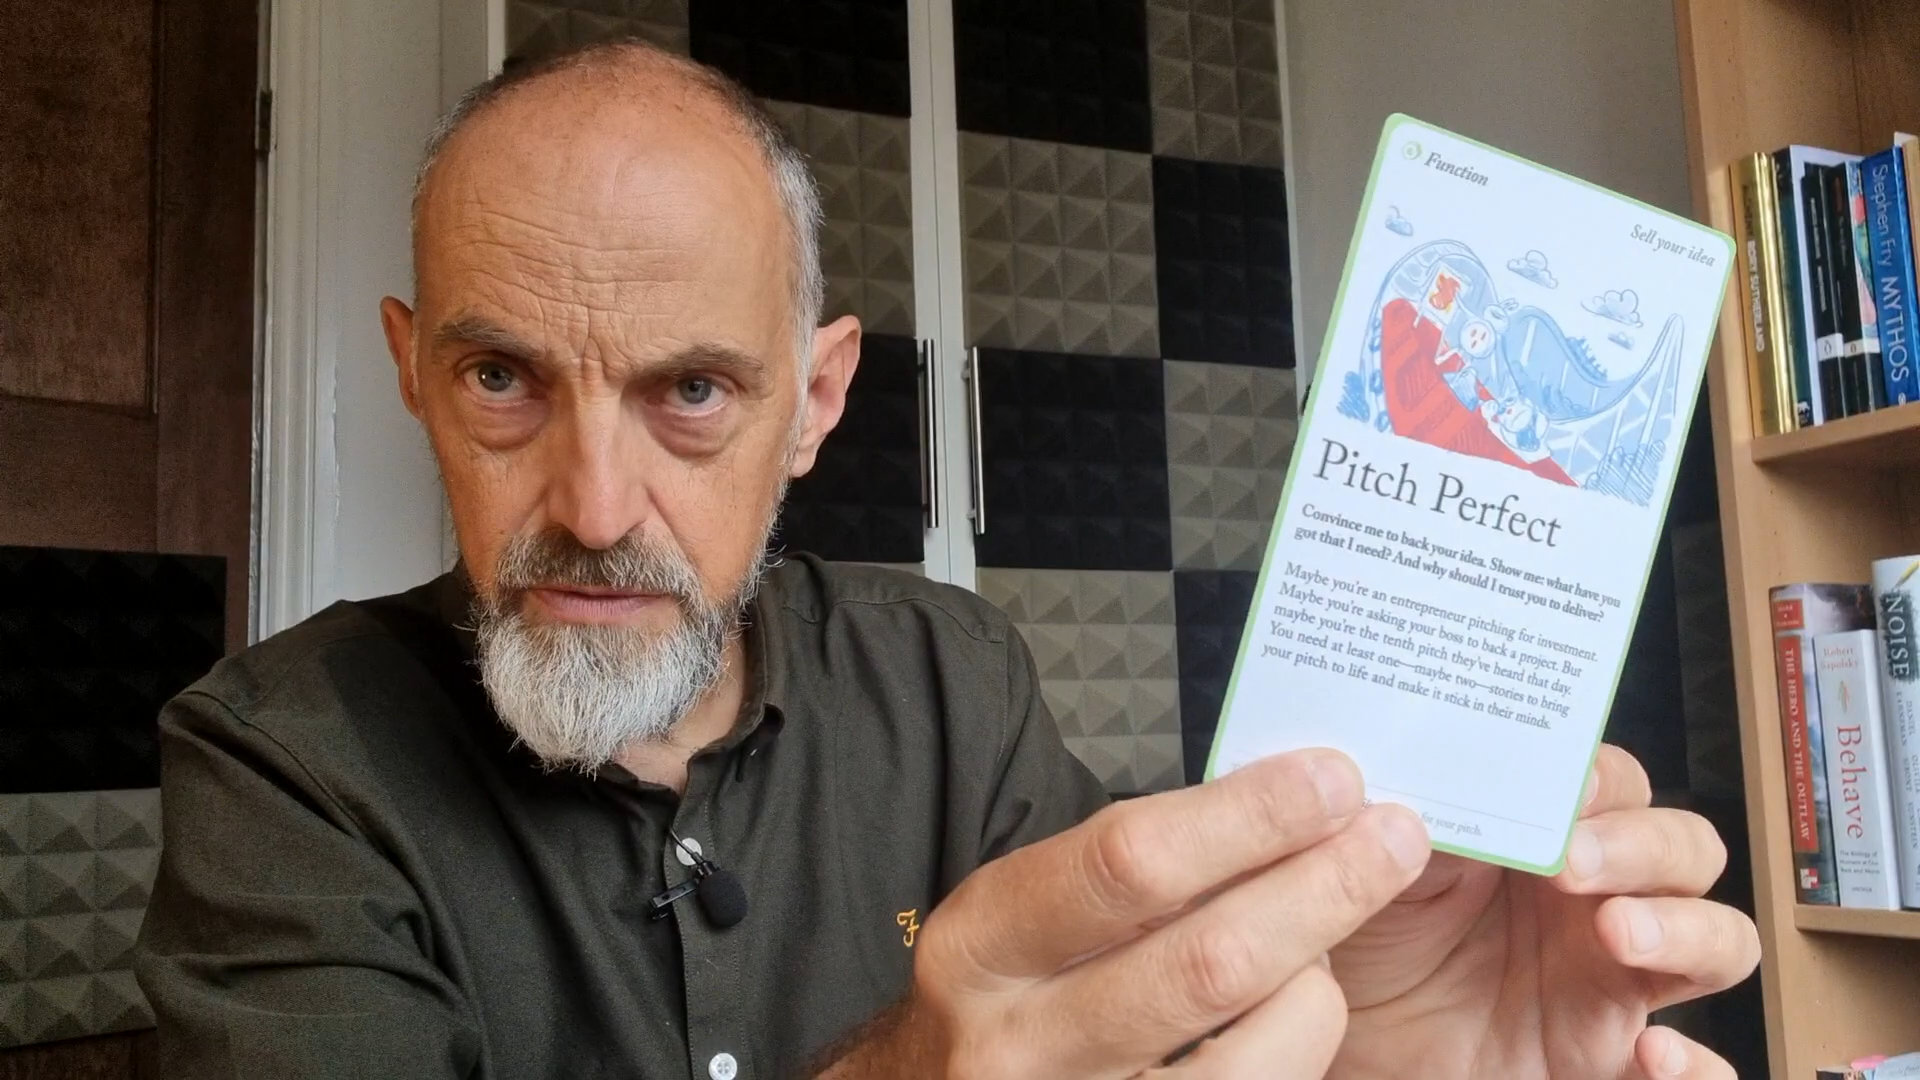 Function
Sell your idea
Pitch Perfect
Convince me to back your idea. Show me: what have you
got that I need? And why should I trust you to deliver?
Maybe you're an entrepreneur pitching for investment.
Maybe you're asking your boss to back a project. But
maybe you're the tenth pitch they've heard that day.
You need at least one—maybe two—stories to bring
your pitch to life and make it stick in their minds.
for your pitch.
F
RORY SUTHERLAND
Stephen Fry MYTHOS
THE HERO AND THE OUTLAW
Robert
Sapolsky
Behave
NOISE